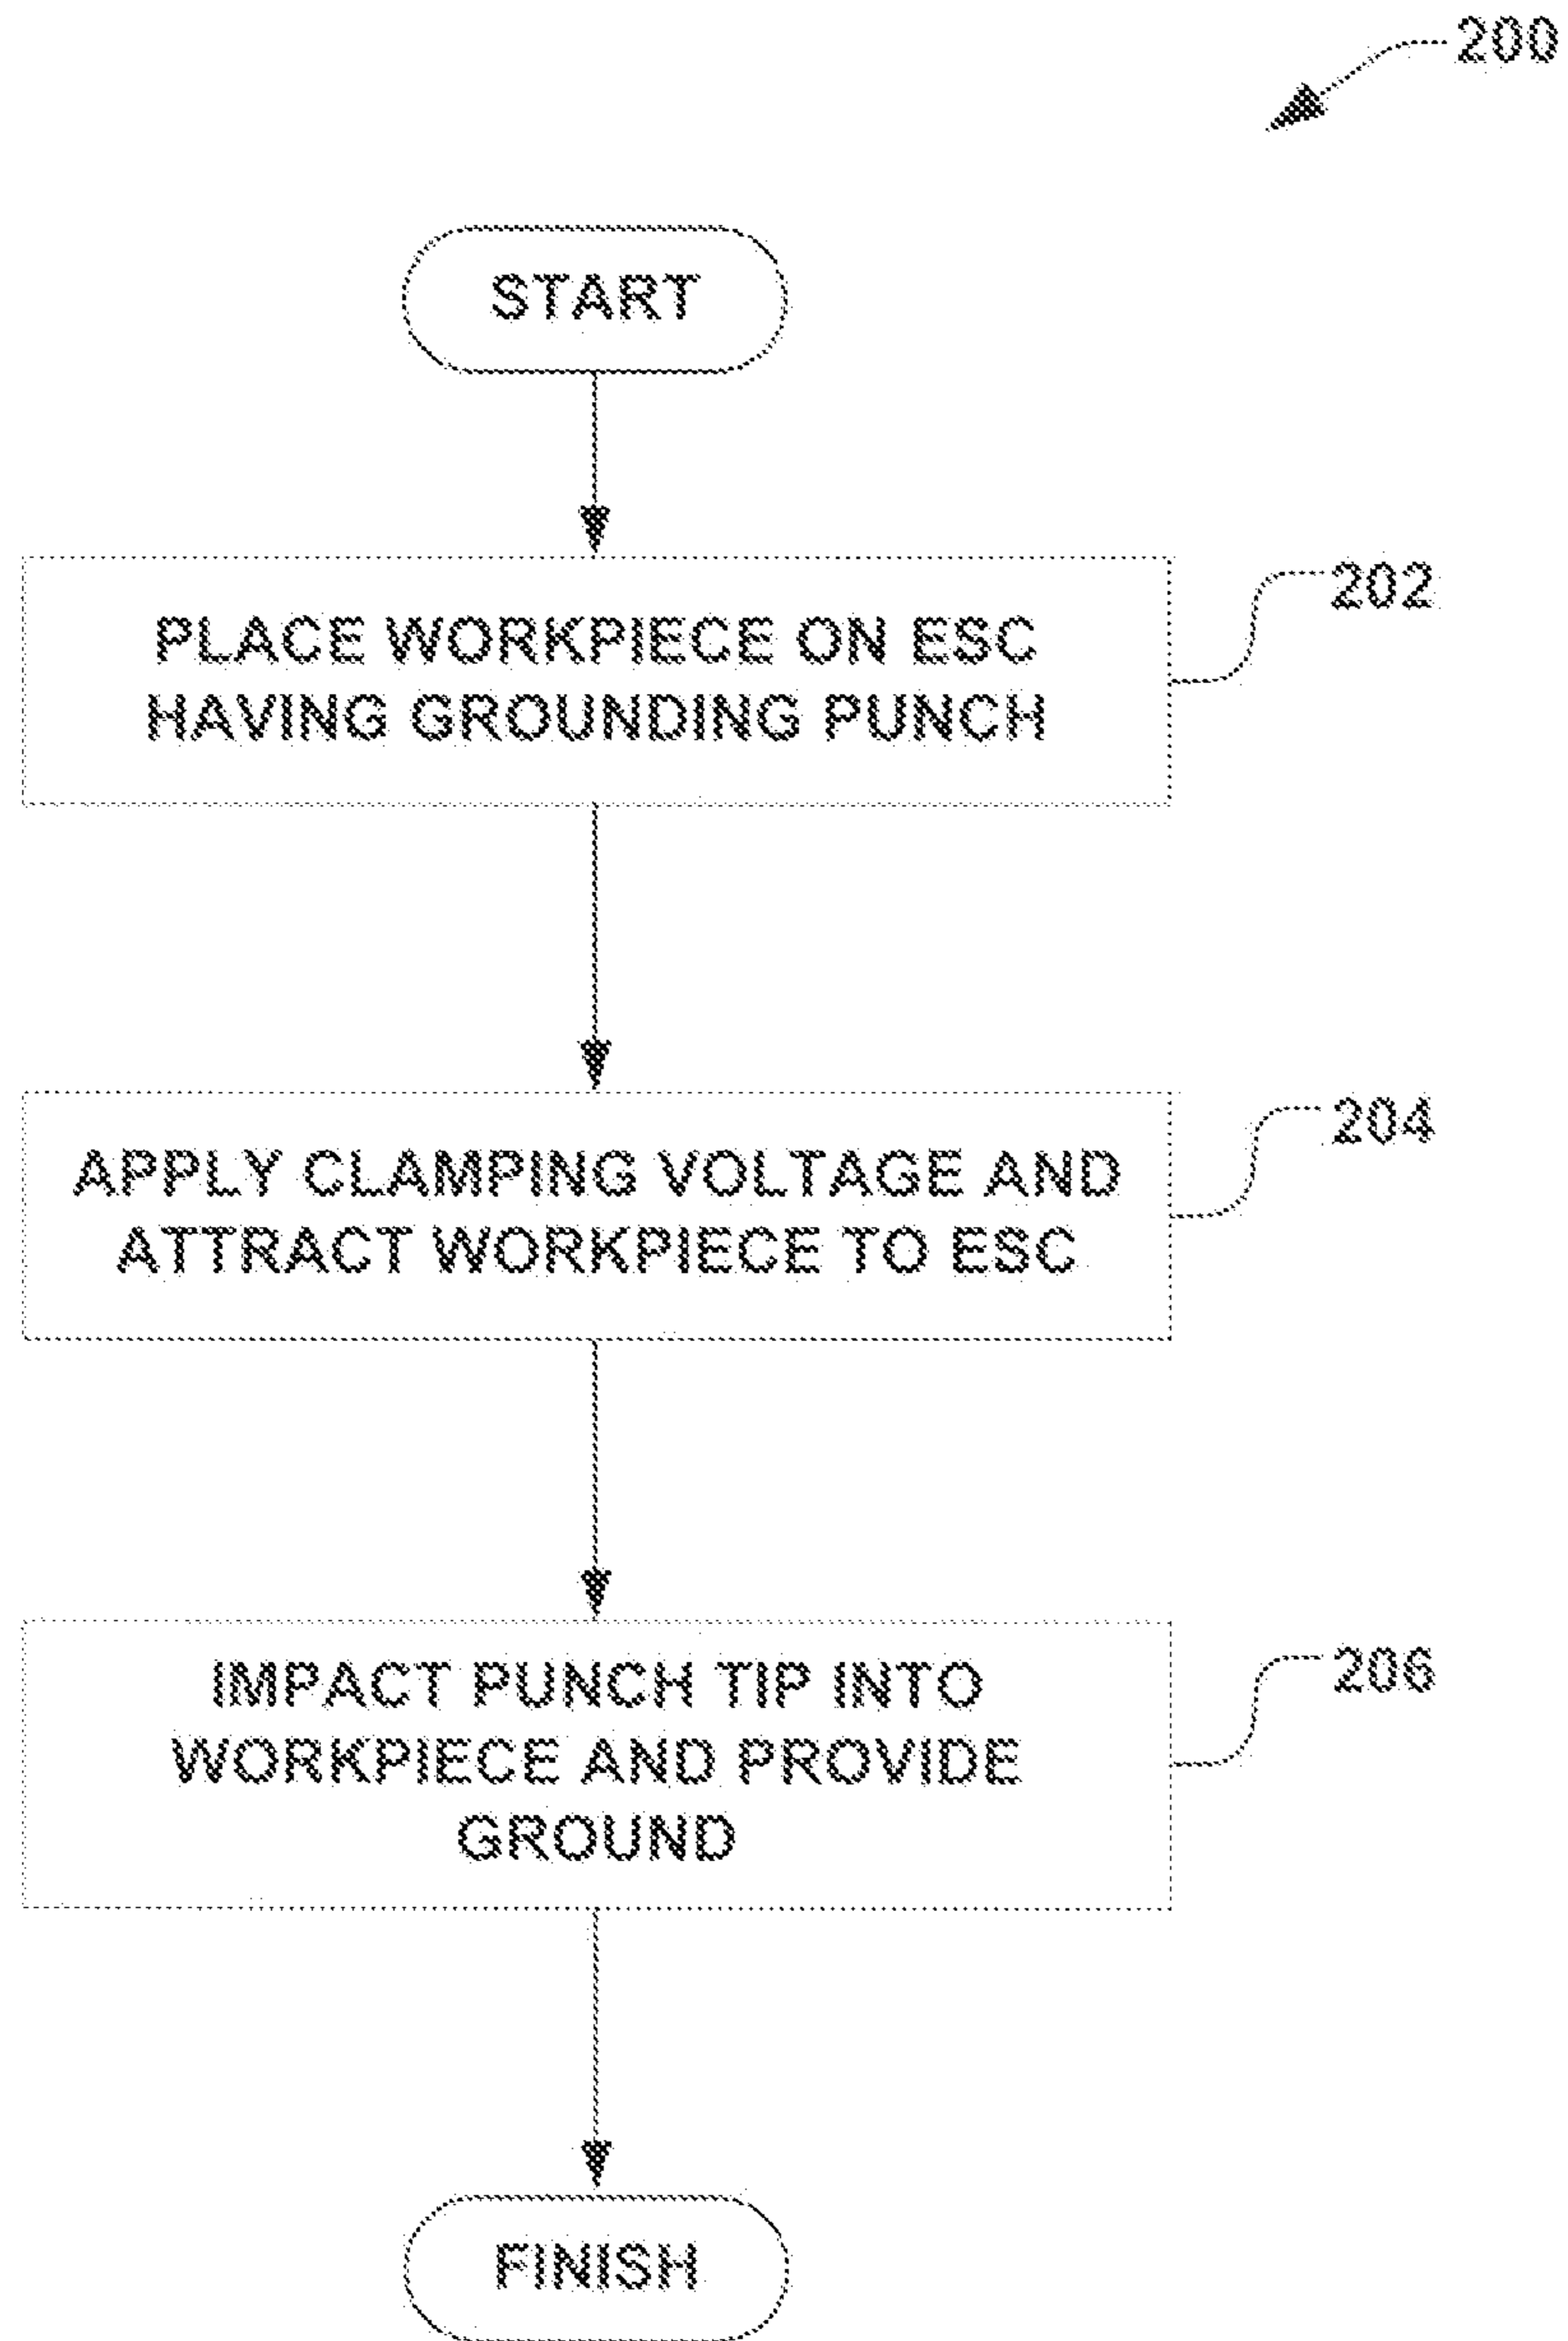 200
START
PLACE WORKPIECE ON ESC
HAVING GROUNDING PUNCH
202
APPLY CLAMPING VOLTAGE AND
ATTRACT WORKPIECE TO ESC
204
IMPACT PUNCH TIP INTO
WORKPIECE AND PROVIDE
GROUND
206
FINISH